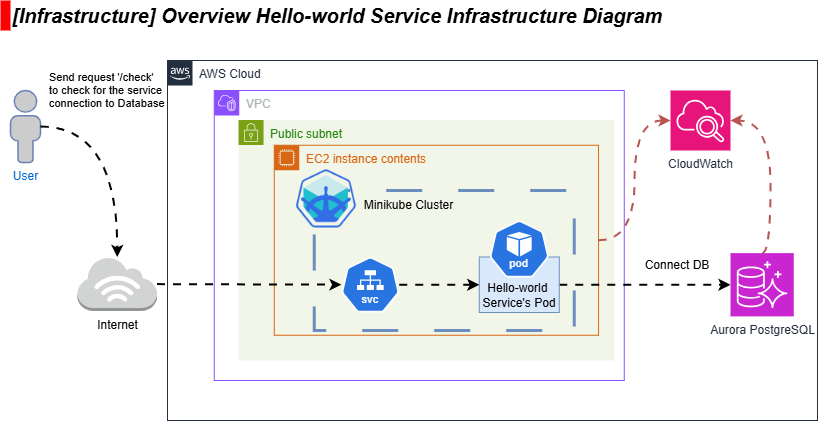 [Infrastructure] Overview Hello-world Service Infrastructure Diagram
Send request '/check'
to check for the service
connection to Database
User
Internet
aws
AWS Cloud
VPC
Public subnet
EC2 instance contents
Minikube Cluster
svc
pod
Hello-world
Service's Pod
Connect DB
CloudWatch
Aurora PostgreSQL